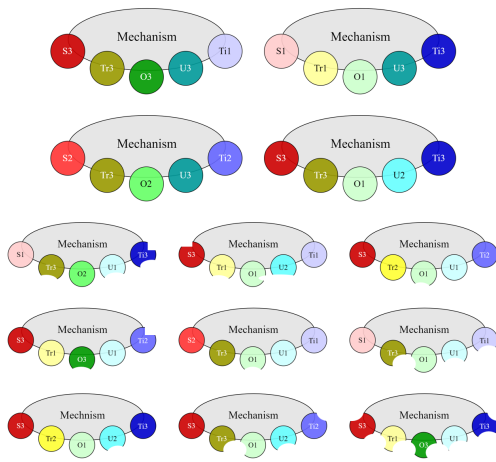 Mechanism
S3 Tr3 O3 U3 Ti1
Mechanism
S1 Tr1 O1 U3 Ti3
Mechanism
S2 Tr3 O2 U3 Ti2
Mechanism
S3 Tr3 O1 U2 Ti3
Mechanism
S1 Tr3 O2 U1 Ti3
Mechanism
S3 Tr1 O1 U2 Ti1
Mechanism
S3 Tr2 O1 U1 Ti2
Mechanism
S3 Tr1 O3 U1 Ti2
Mechanism
S2 Tr3 O1 U1 Ti1
Mechanism
S1 Tr3 O1 U1 Ti1
Mechnism
S3 Tr2 O1 U2 Ti3
Mechanism
S3 Tr3 O1 U2 Ti2
Mechanism
S3 Tr1 O3 U1 Ti3